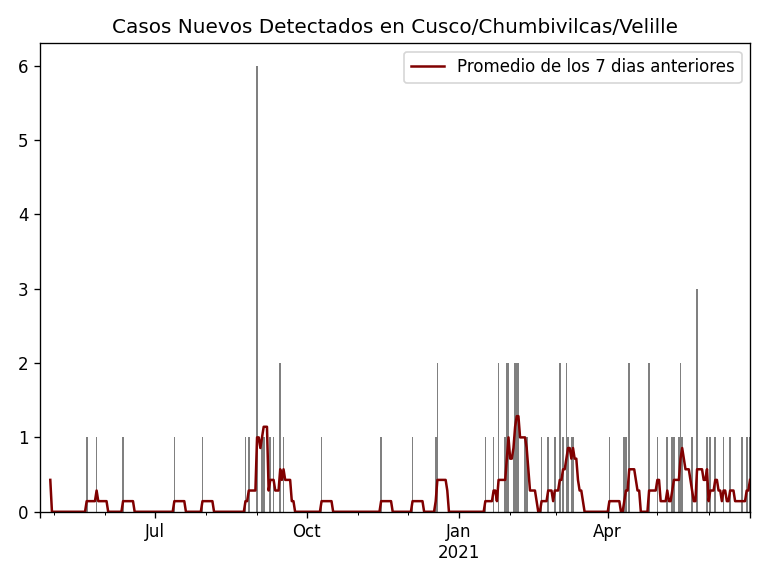 Casos Nuevos Detectados en Cusco/Chumbivilcas/Velille
Promedio de los 7 dias anteriores
6
5
4
3
2
1
0
Jul
Oct
Jan
Apr
2021